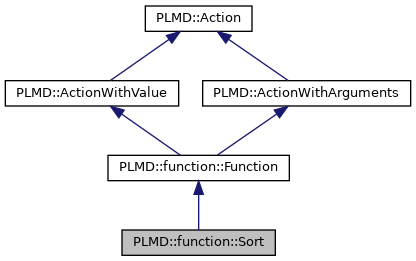 PLMD::Action
PLMD::ActionWithValue
PLMD::ActionWithArguments
PLMD::function::Function
PLMD::function::Sort